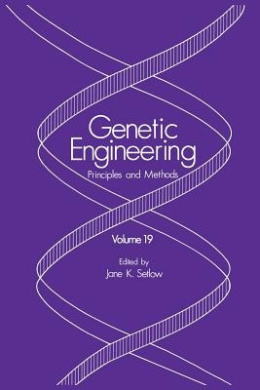 Genetic
Engineering
Principles and Methods
Volume 19
Edited by
Jane K. Setlow